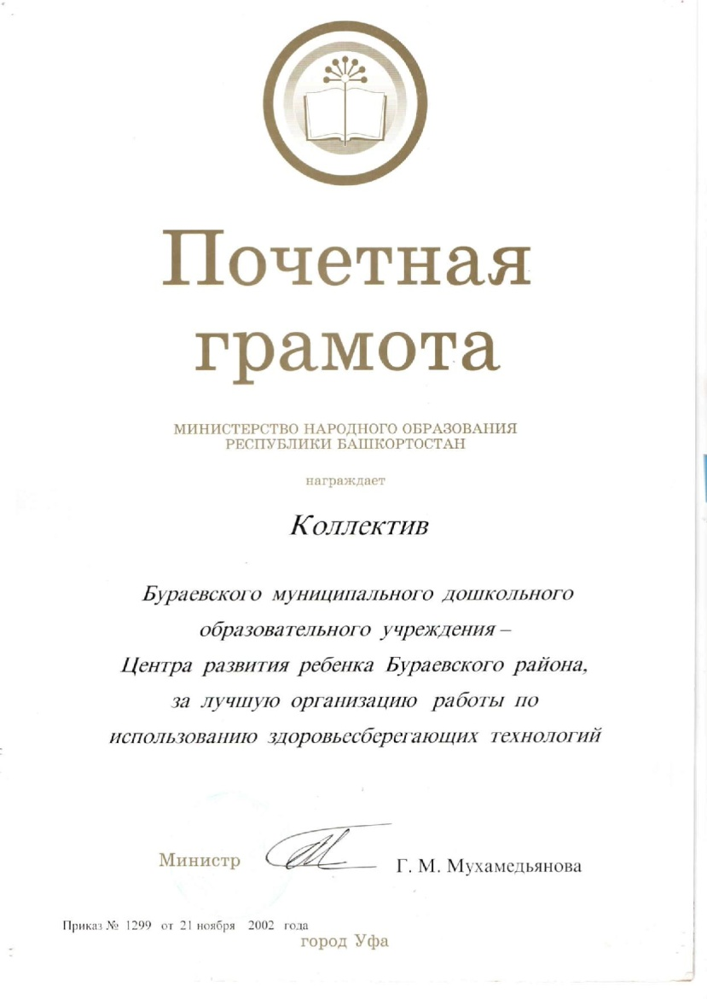 Почетная
грамота
МИНИСТЕРСТВО НАРОДНОГО ОБРАЗОВАНИЯ
РЕСПУБЛИКИ БАШКОРТОСТАН
награждает
Коллектив
Бураевского муниципального дошкольного
образовательного учреждения –
Центра развития ребенка Бураевского района,
за лучшую организацию работы по
использованию здоровьесберегающих технологий
Министр Г. М. Мухамедьянова
Приказ № 1299 от 21 ноября 2002 года
город Уфа